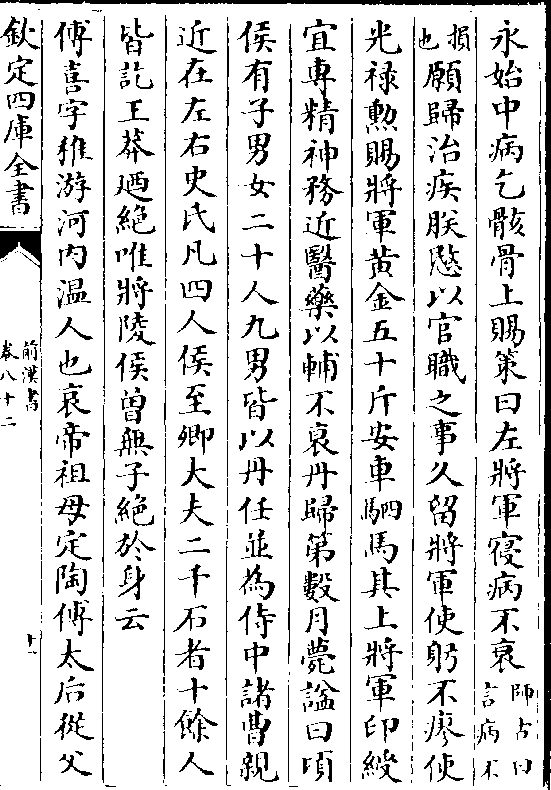 永始中病乞骸骨上賜策曰左將軍寑病不衰師古曰言病不
損也願歸治疾朕愍以官職之事久留將軍使躬不瘳使
光祿勲賜將軍黄金五十斤安車駟馬其上將軍印綬
宜專精神務近醫藥以輔不衰丹歸第數月薨諡曰頃
侯有子男女二十人九男皆以丹任並為侍中諸曹親
近在左右史氏凡四人侯至卿大夫二千石者十餘人
皆訖王莽廼絶唯將陵侯曾無子絶於身云
傅喜字稚游河内温人也哀帝祖母定陶傅太后從父
欽定四庫全書
前漢書
卷八十二
十一